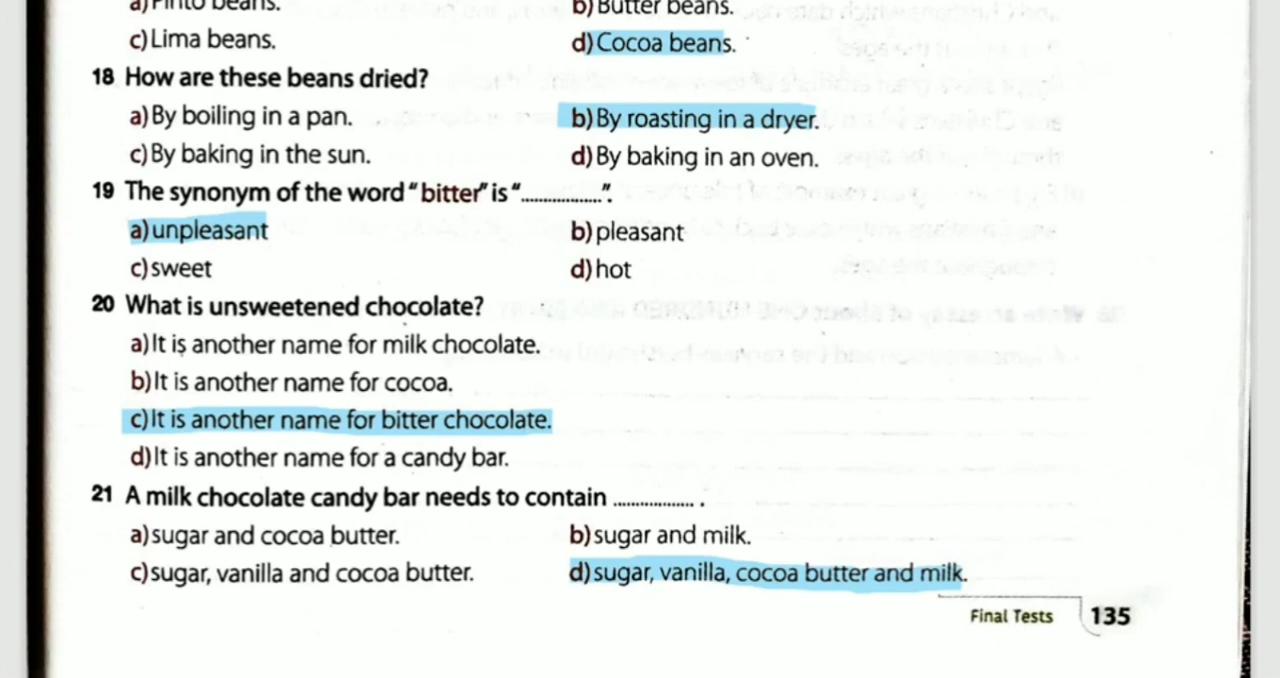 a) Pinto beans. b) Butter beans.
c) Lima beans. d) Cocoa beans.
18 How are these beans dried?
a) By boiling in a pan. b) By roasting in a dryer.
c) By baking in the sun. d) By baking in an oven.
19 The synonym of the word "bitter" is "...................".
a) unpleasant b) pleasant
c) sweet d) hot
20 What is unsweetened chocolate?
a) It is another name for milk chocolate.
b) It is another name for cocoa.
c) It is another name for bitter chocolate.
d) It is another name for a candy bar.
21 A milk chocolate candy bar needs to contain ................... .
a) sugar and cocoa butter. b) sugar and milk.
c) sugar, vanilla and cocoa butter. d) sugar, vanilla, cocoa butter and milk.
Final Tests 135